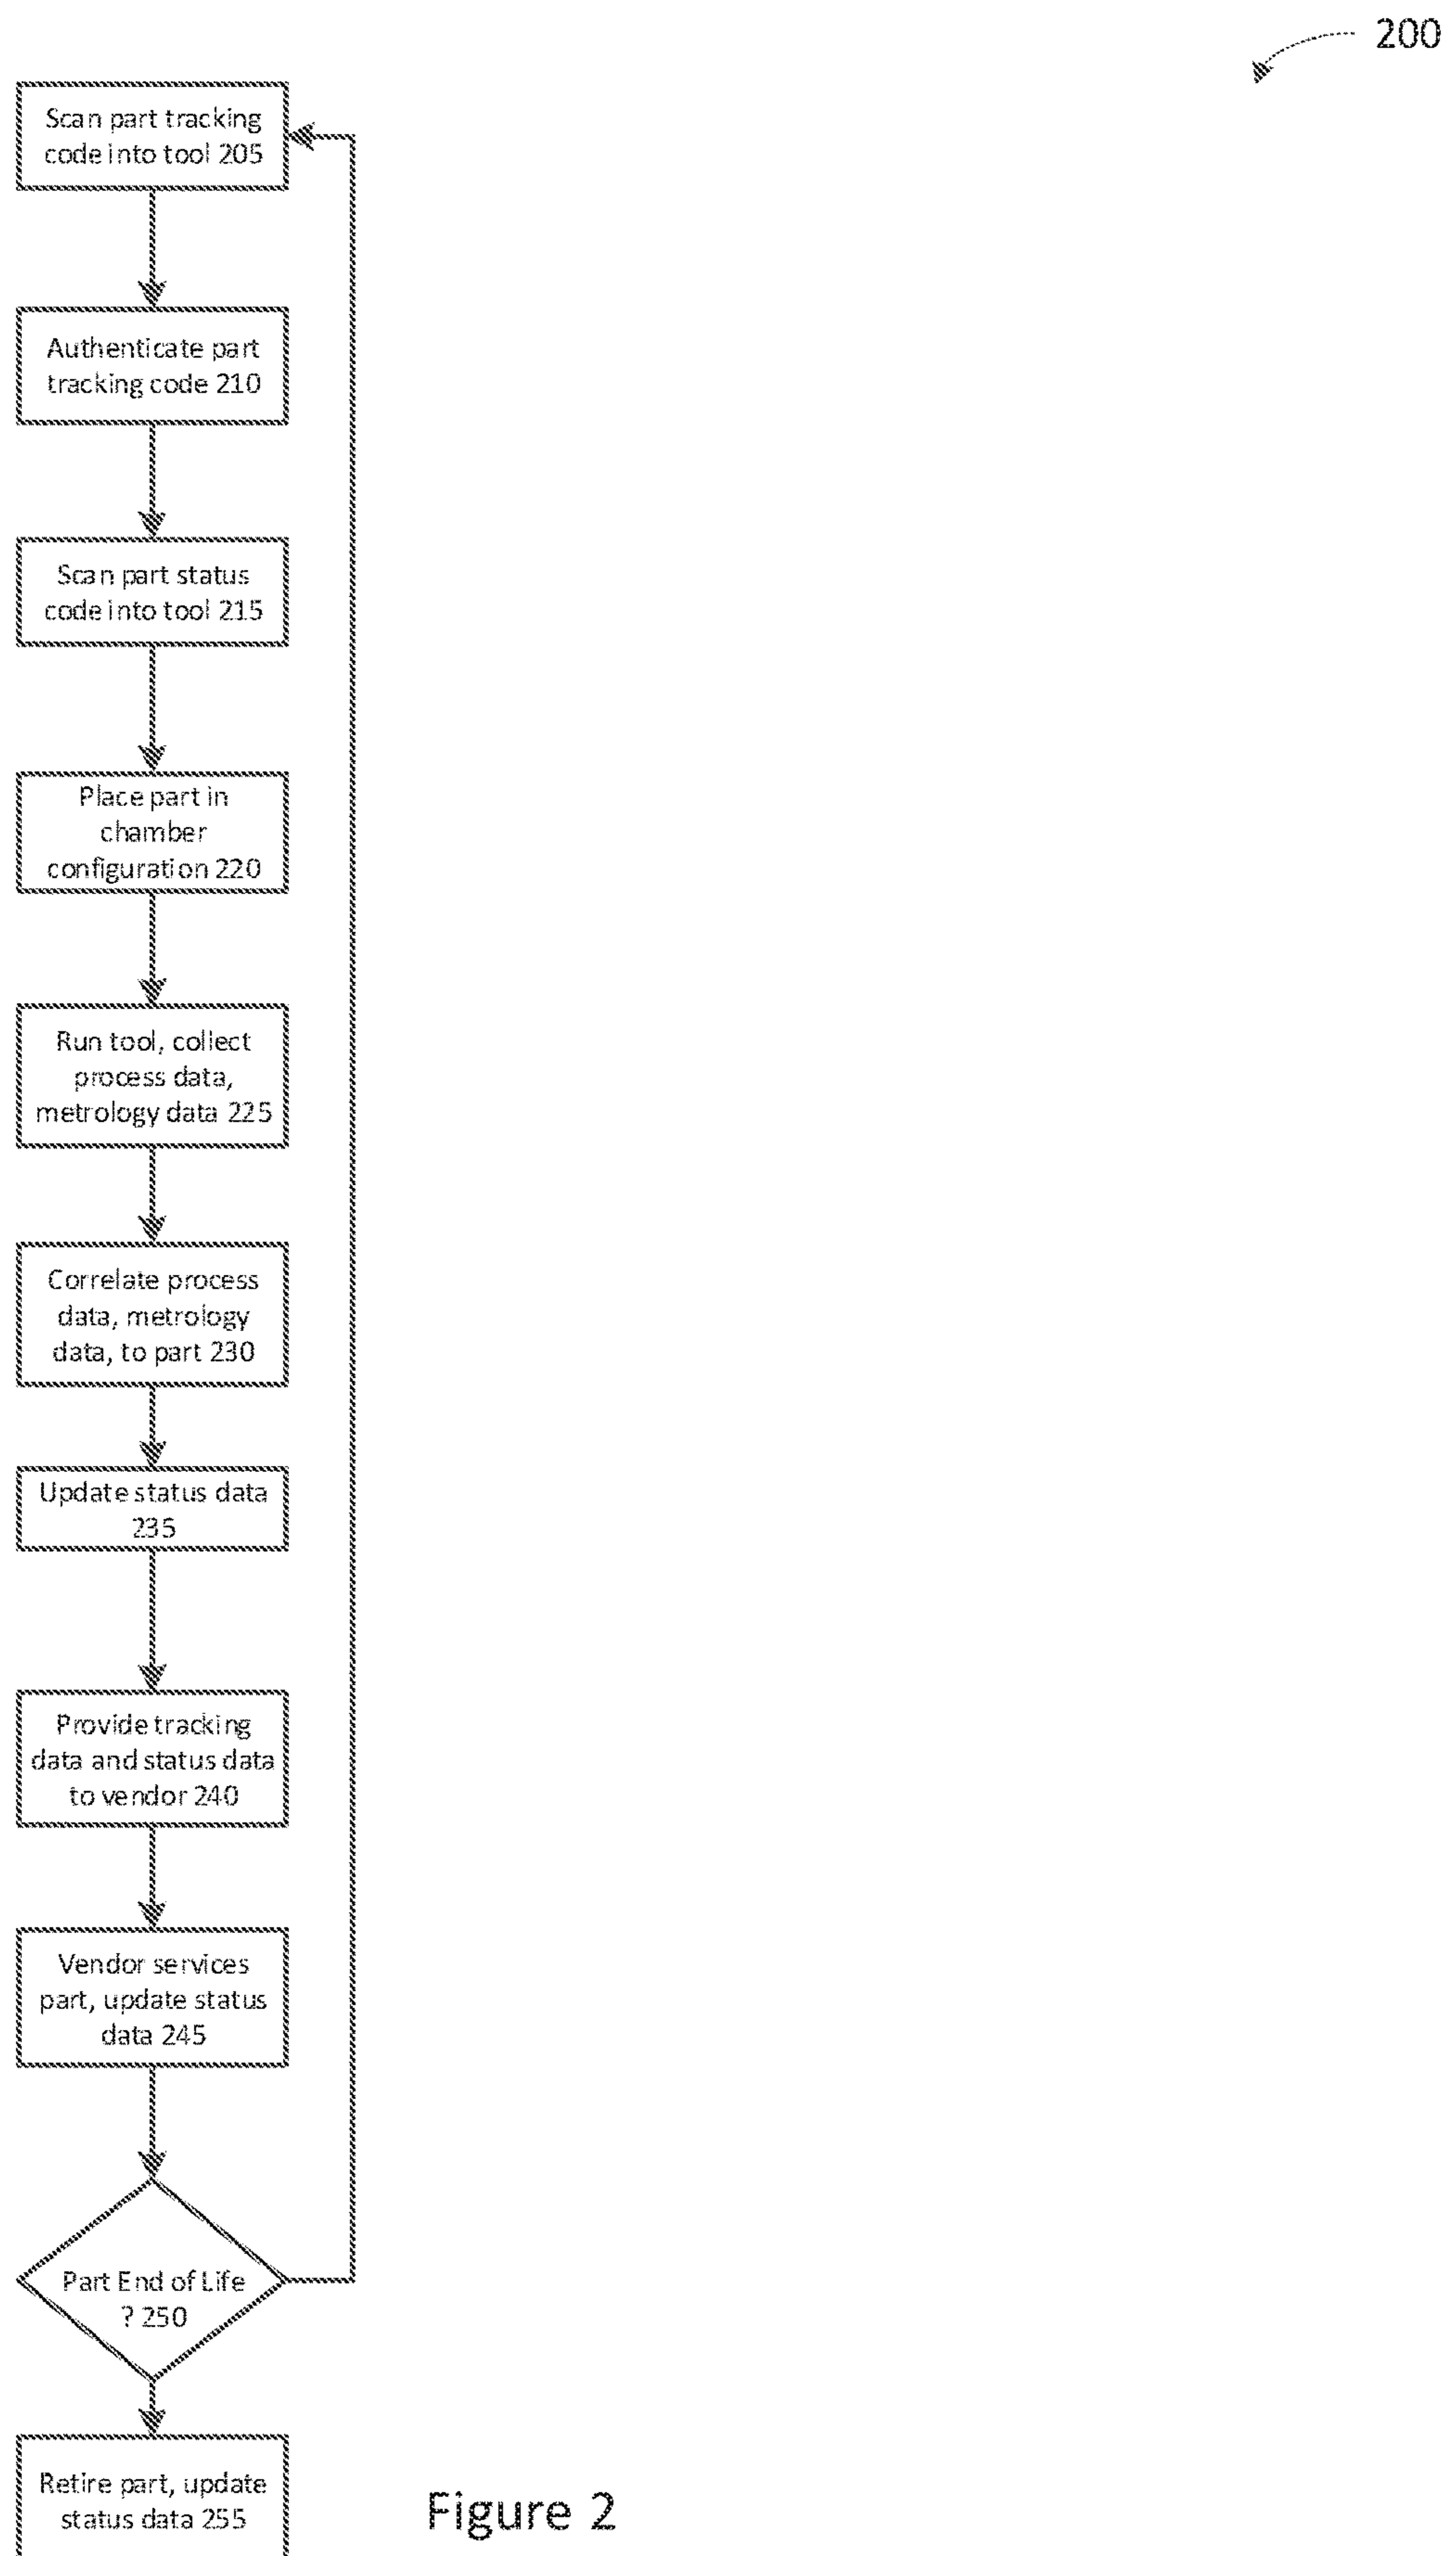 200
Scan part tracking
code into tool 205
Authenticate part
tracking code 210
Scan part status
code into tool 215
Place part in
chamber
configuration 220
Run tool, collect
process data,
metrology data 225
Correlate process
data, metrology
data, to part 230
Update status data
235
Provide tracking
data and status data
to vendor 240
Vendor services
part, update status
data 245
Part End of Life
? 250
Retire part, update
status data 255
Figure 2